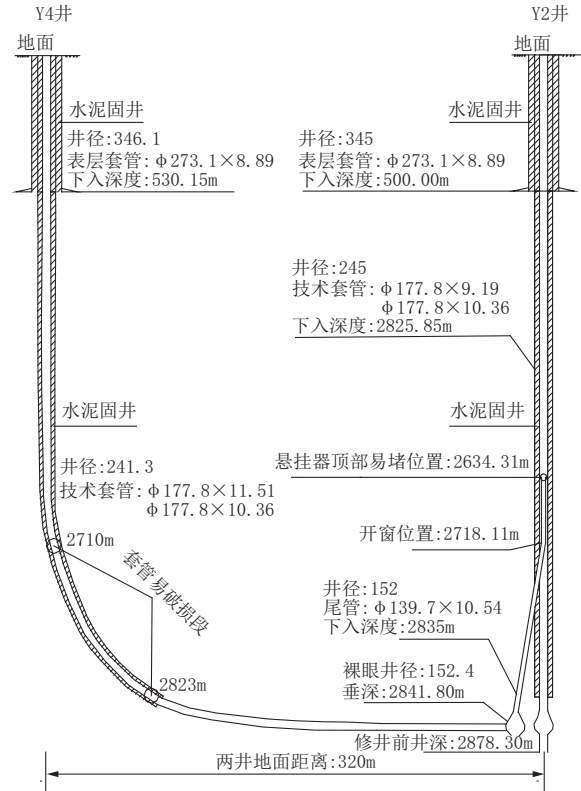 Y4井
Y2井
地面
地面
水泥固井
水泥固井
井径:346.1
表层套管:φ273.1×8.89
下入深度:530.15m
井径:345
表层套管:φ273.1×8.89
下入深度:500.00m
井径:245
技术套管:φ177.8×9.19
φ177.8×10.36
下入深度:2825.85m
水泥固井
水泥固井
井径:241.3
技术套管:φ177.8×11.51
φ177.8×10.36
悬挂器顶部易堵位置:2634.31m
2710m
开窗位置:2718.11m
套管易破损段
井径:152
尾管:φ139.7×10.54
下入深度:2835m
2823m
裸眼井径:152.4
垂深:2841.80m
修井前井深:2878.30m
两井地面距离:320m